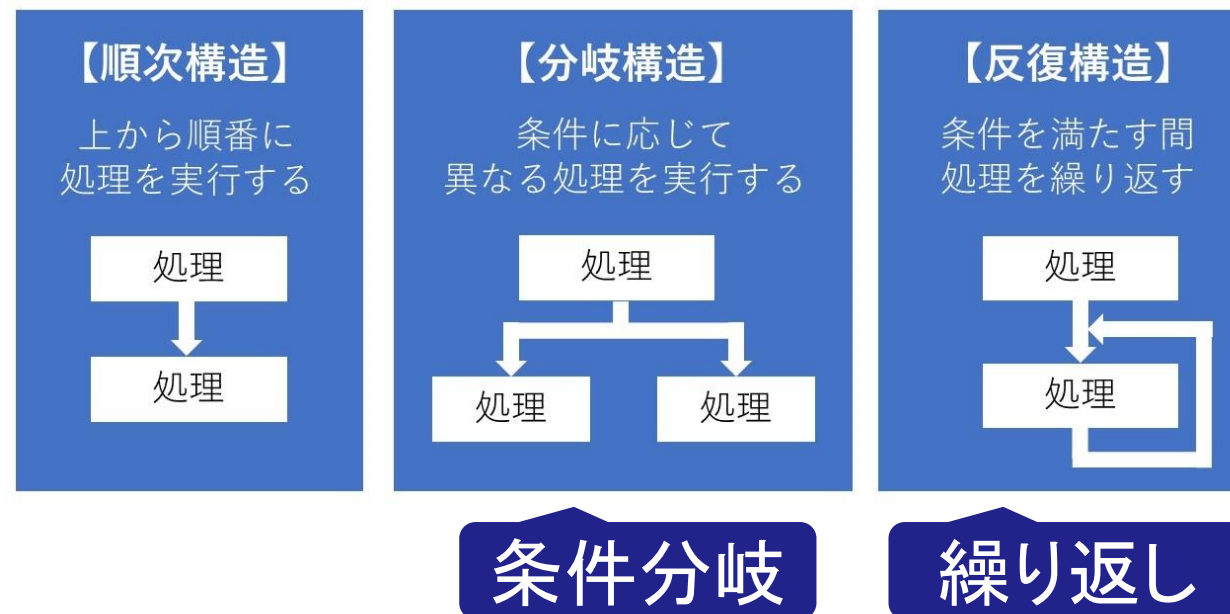 【順次構造】
上から順番に
処理を実行する
処理
処理
【分岐構造】
条件に応じて
異なる処理を実行する
処理
処理
処理
条件分岐
【反復構造】
条件を満たす間
処理を繰り返す
処理
処理
繰り返し